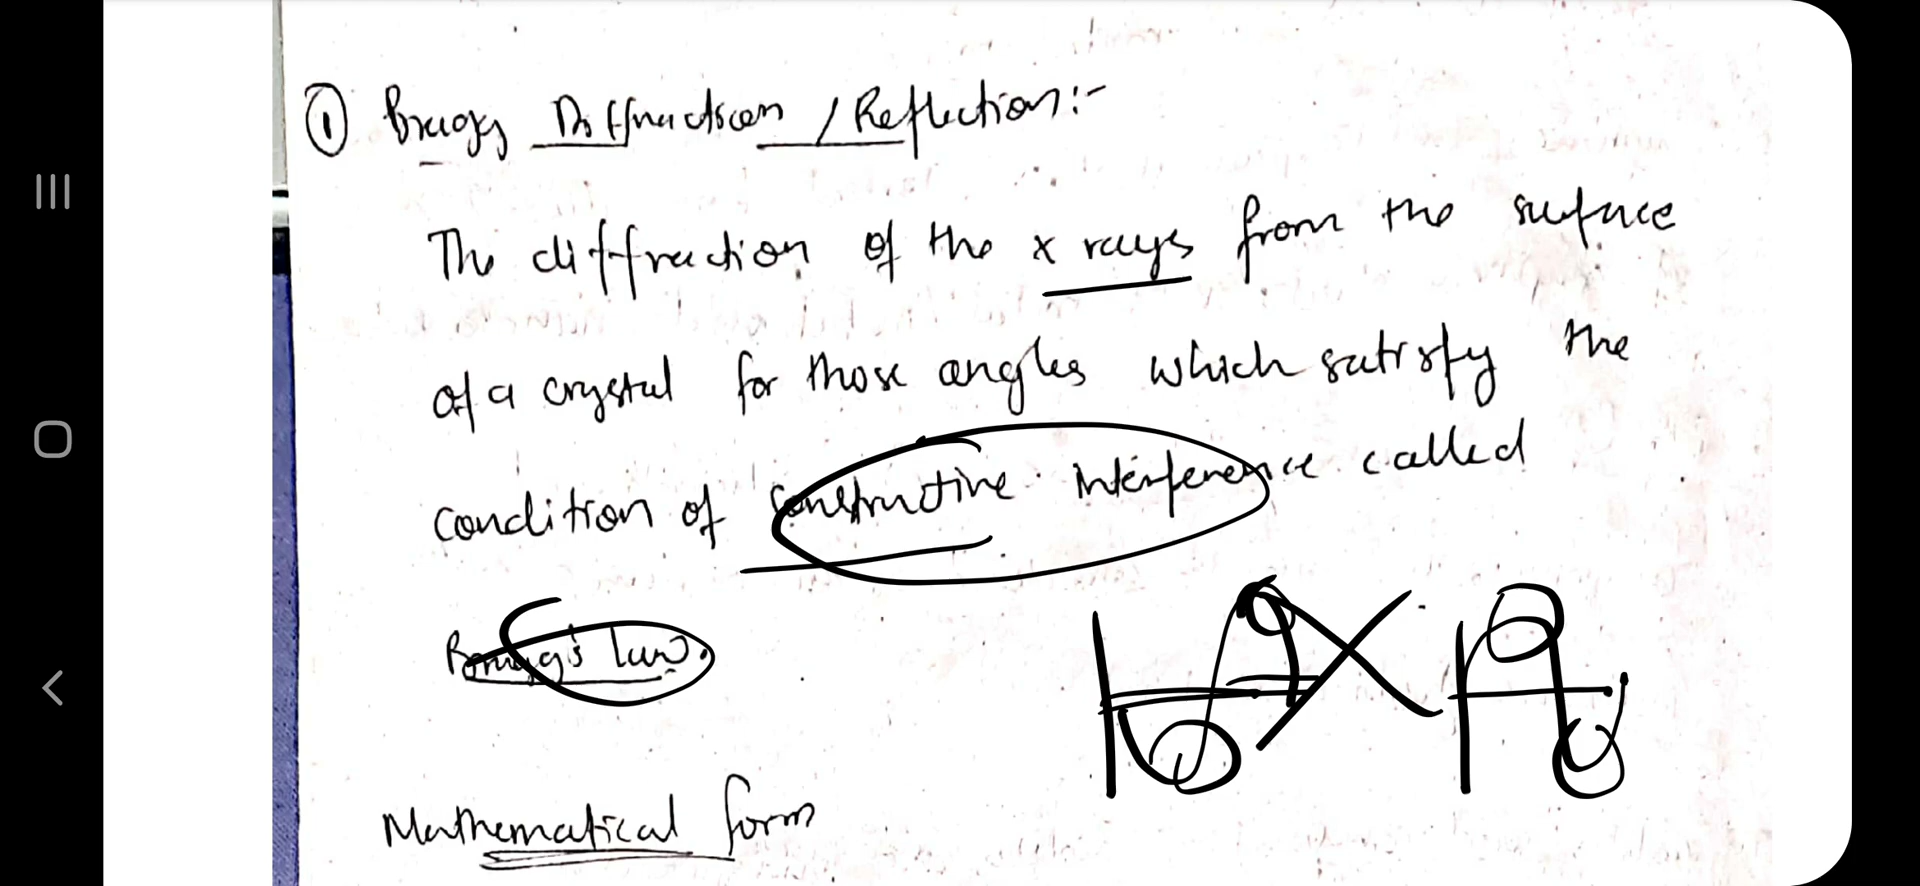 ① Braggs Diffraction / Reflection:-
The diffraction of the x rays from the surface
of a crystal for those angles which satisfy the
condition of constructive interference called
Bragg's law.
Mathematical form